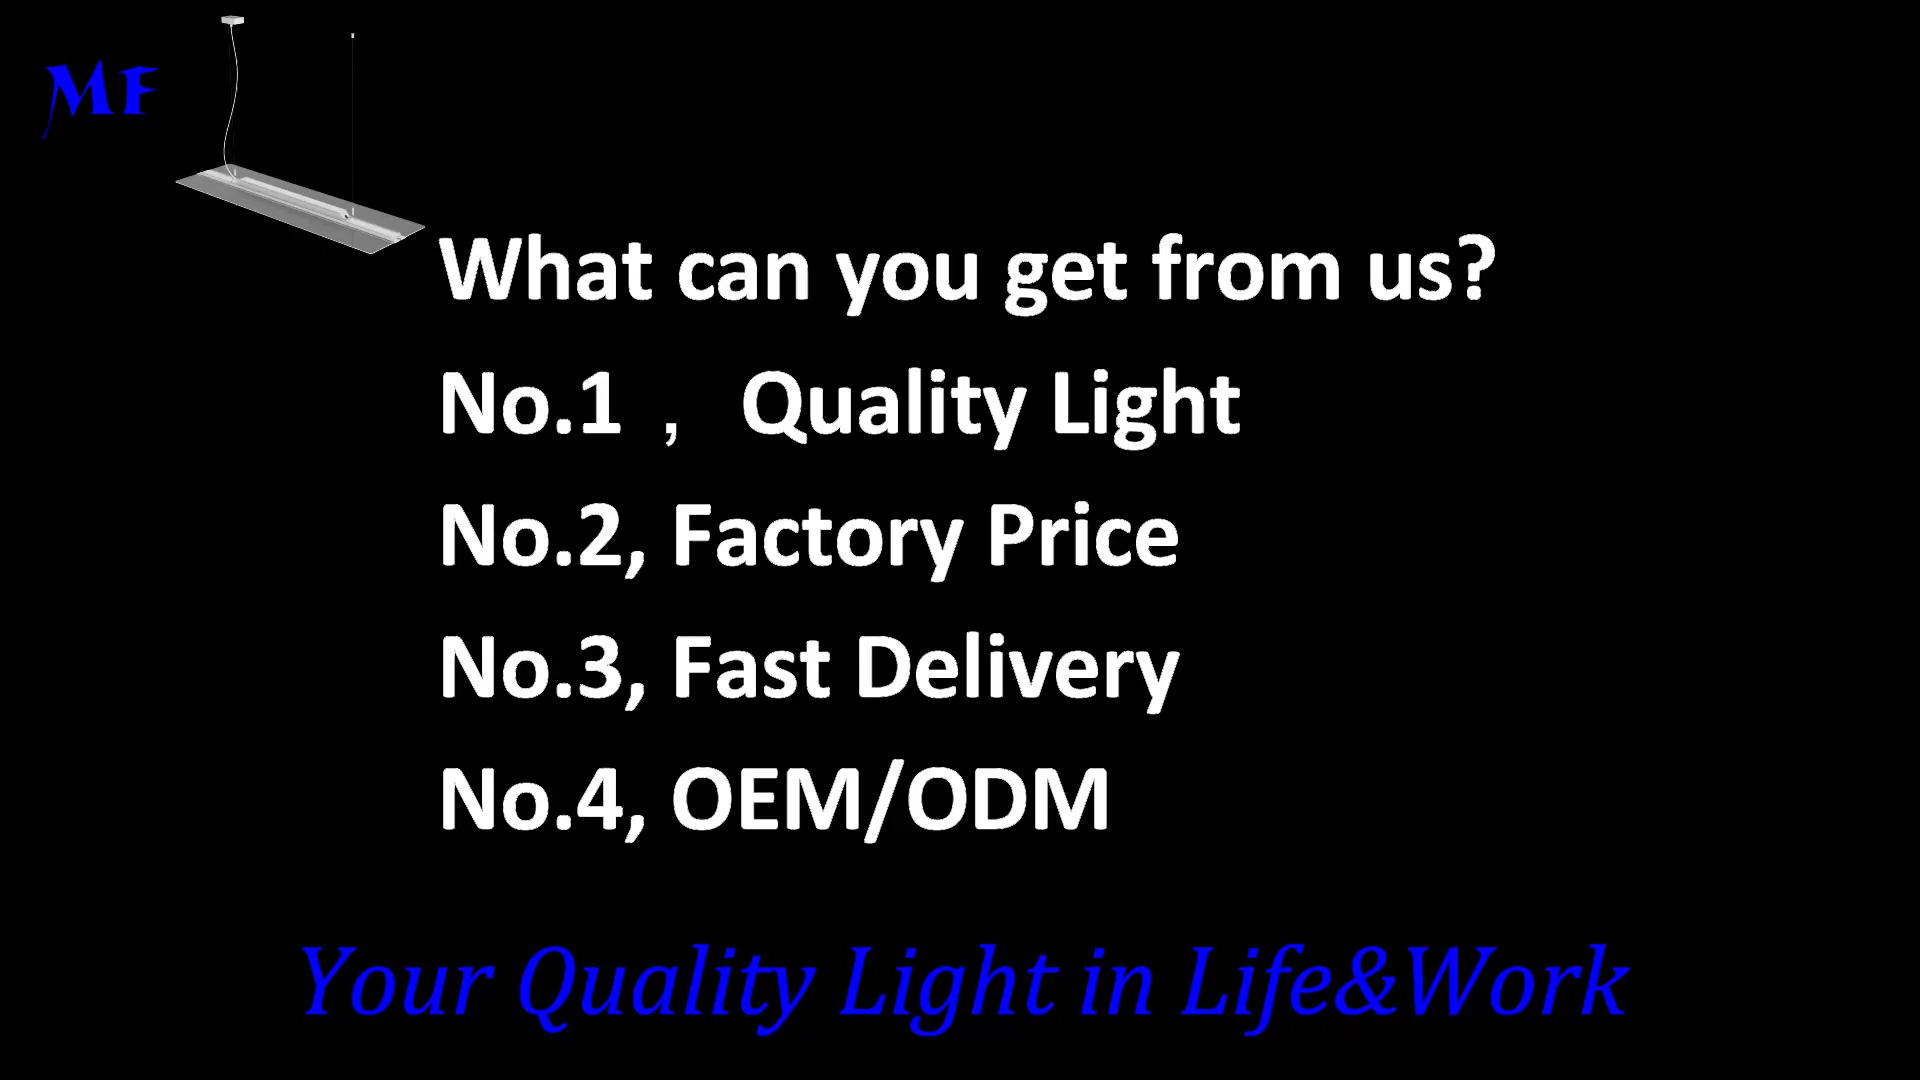 MF
What can you get from us?
No.1， Quality Light
No.2, Factory Price
No.3, Fast Delivery
No.4, OEM/ODM
Your Quality Light in Life&Work